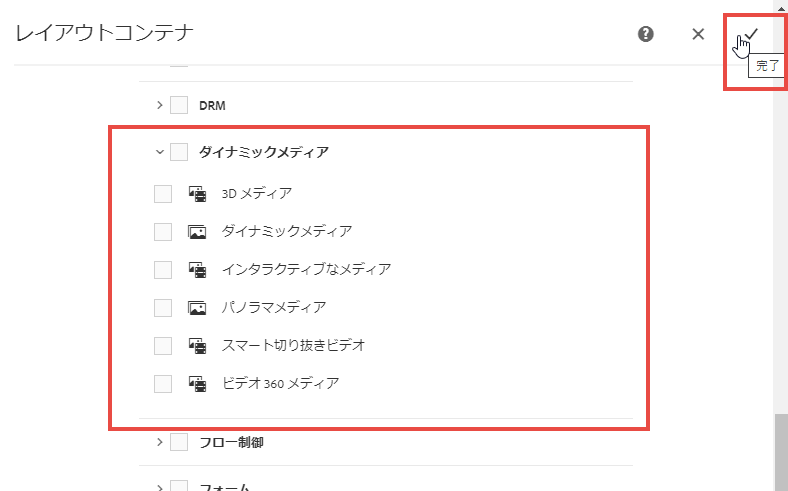 レイアウトコンテナ
完了
DRM
ダイナミックメディア
3D メディア
ダイナミックメディア
インタラクティブなメディア
パノラマメディア
スマート切り抜きビデオ
ビデオ 360 メディア
フロー制御
フォーム